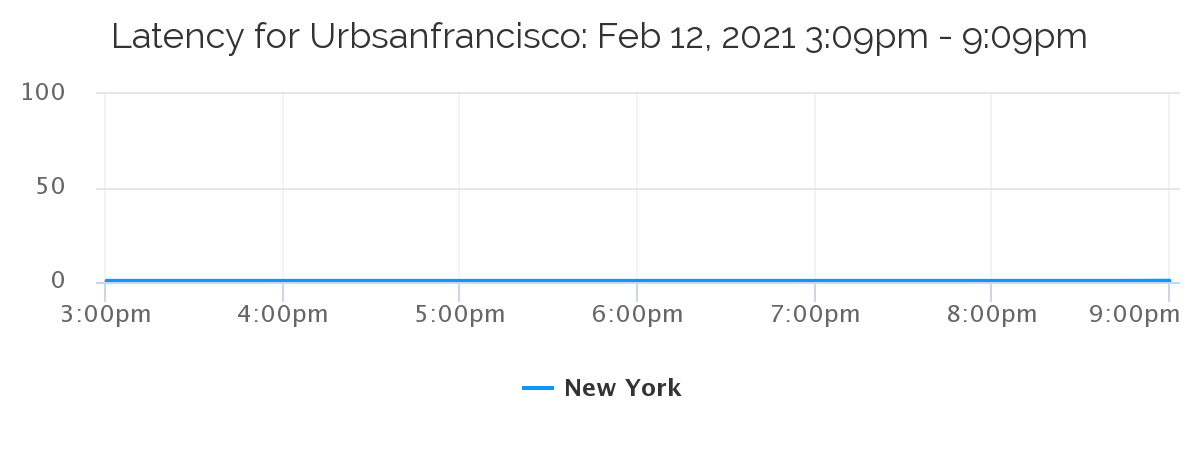 Latency for Urbsanfrancisco: Feb 12, 2021 3:09pm - 9:09pm
100
50
0
3:00pm 4:00pm 5:00pm 6:00pm 7:00pm 8:00pm 9:00pm
New York